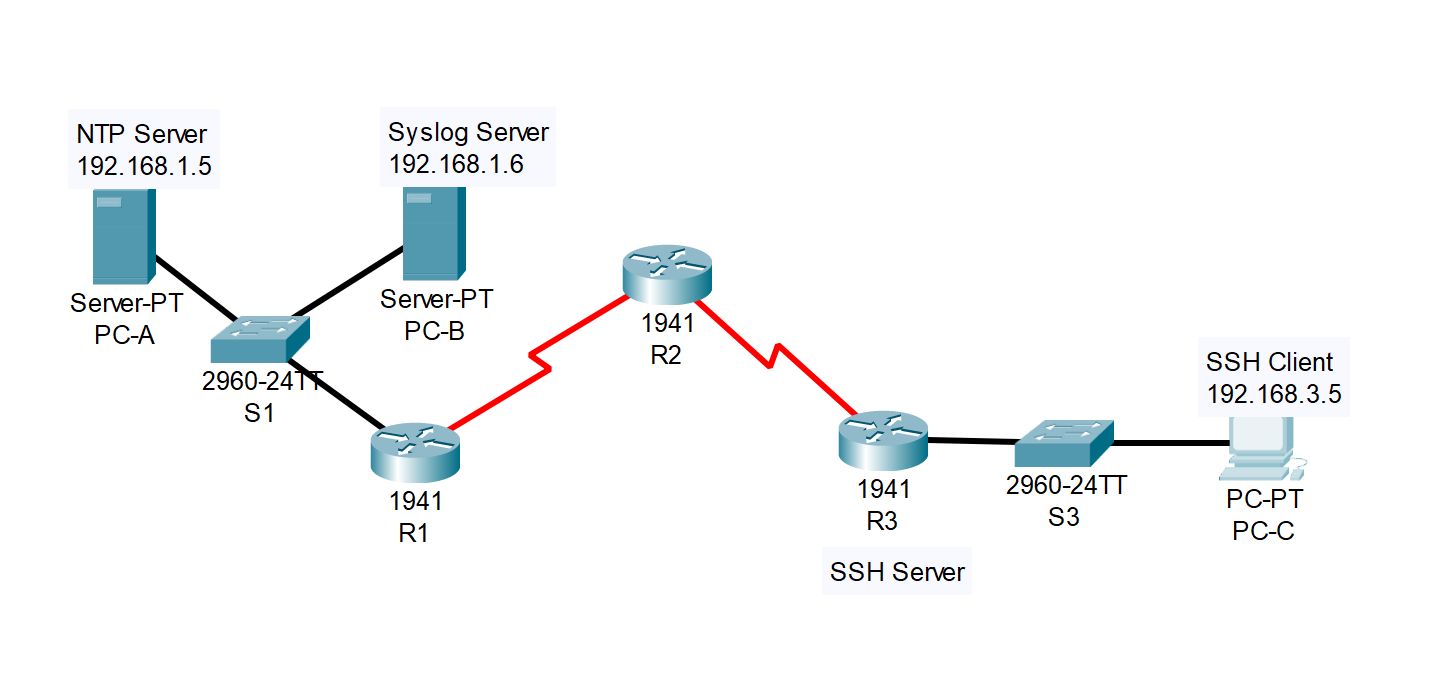 NTP Server
192.168.1.5
Syslog Server
192.168.1.6
Server-PT
PC-A
Server-PT
PC-B
2960-24TT
S1
1941
R2
1941
R1
SSH Client
192.168.3.5
1941
R3
2960-24TT
S3
PC-PT
PC-C
SSH Server